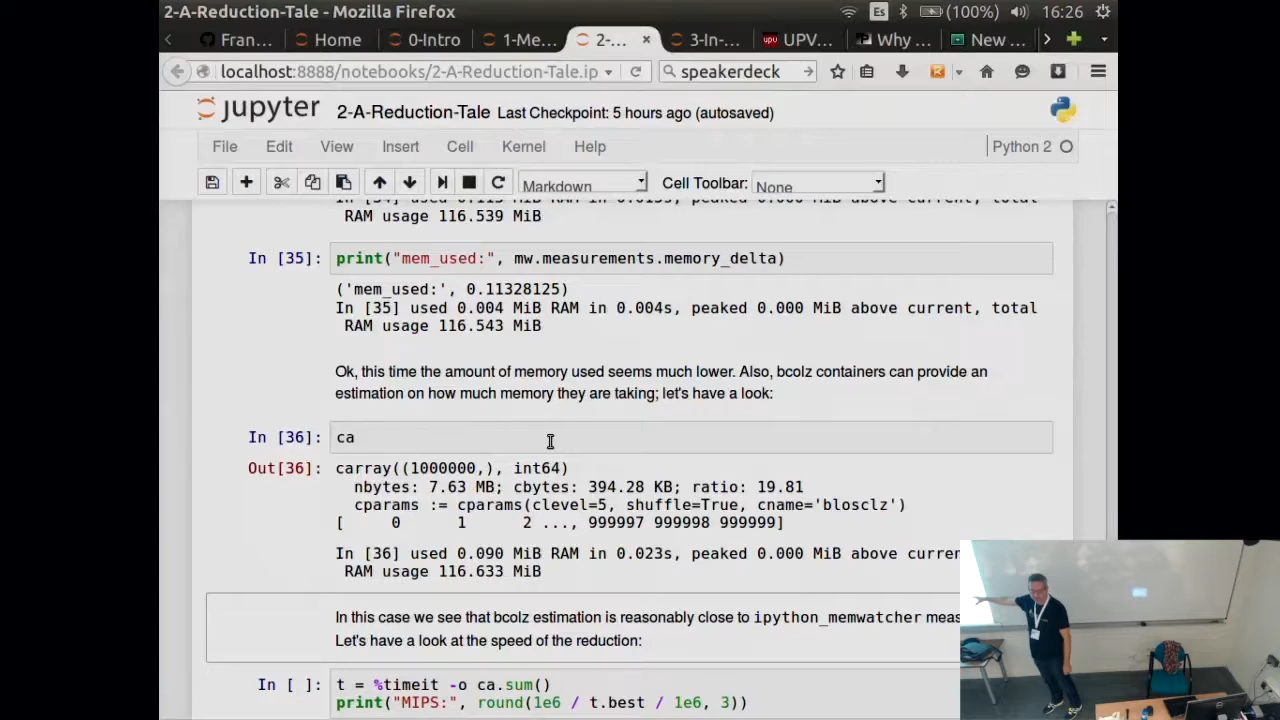 2-A-Reduction-Tale - Mozilla Firefox
Es
(100%)
16:26
Fran...
Home
0-Intro
1-Me...
2-...
3-In-...
upv
UPV...
Why ...
New ...
localhost:8888/notebooks/2-A-Reduction-Tale.ip
speakerdeck
jupyter
2-A-Reduction-Tale Last Checkpoint: 5 hours ago (autosaved)
File Edit View Insert Cell Kernel Help
Python 2
Markdown
Cell Toolbar:
None
RAM usage 116.539 MiB
In [35]: print("mem_used:", mw.measurements.memory_delta)
('mem_used:', 0.11328125)
In [35] used 0.004 MiB RAM in 0.004s, peaked 0.000 MiB above current, total
RAM usage 116.543 MiB
Ok, this time the amount of memory used seems much lower. Also, bcolz containers can provide an
estimation on how much memory they are taking; let's have a look:
In [36]: ca
Out[36]: carray((1000000,), int64)
nbytes: 7.63 MB; cbytes: 394.28 KB; ratio: 19.81
cparams := cparams(clevel=5, shuffle=True, cname='blosclz')
[ 0 1 2 ..., 999997 999998 999999]
In [36] used 0.090 MiB RAM in 0.023s, peaked 0.000 MiB above curren
RAM usage 116.633 MiB
In this case we see that bcolz estimation is reasonably close to ipython_memwatcher meas
Let's have a look at the speed of the reduction:
In [ ]: t = %timeit -o ca.sum()
print("MIPS:", round(1e6 / t.best / 1e6, 3))